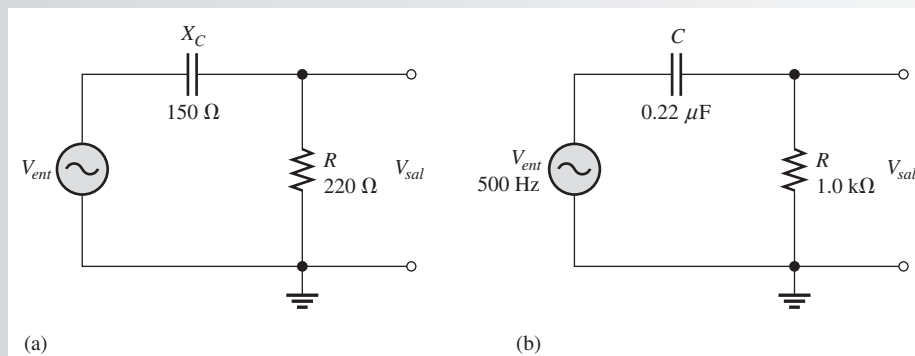 X_C
150 Ω
V_ent
R
220 Ω
V_sal
(a)
C
0.22 μF
V_ent
500 Hz
R
1.0 kΩ
V_sal
(b)